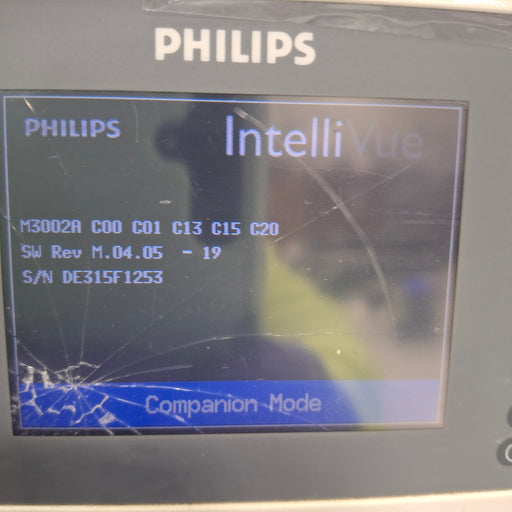 PHILIPS
PHILIPS IntelliVue
M3002A C00 C01 C13 C15 C20
SW Rev M.04.05 - 19
S/N DE315F1253
Companion Mode